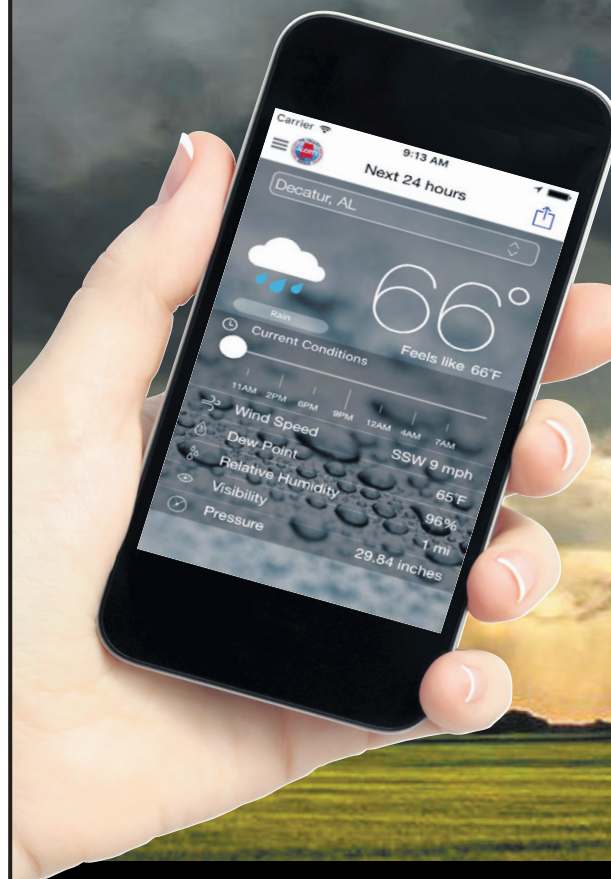 Carrier
9:13 AM
Next 24 hours
Decatur, AL
66°
Rain
Feels like 66°F
Current Conditions
11AM 2PM 6PM 9PM 12AM 4AM 7AM
Wind Speed SSW 9 mph
Dew Point 65°F
Relative Humidity 96%
Visibility 1 mi
Pressure 29.84 inches